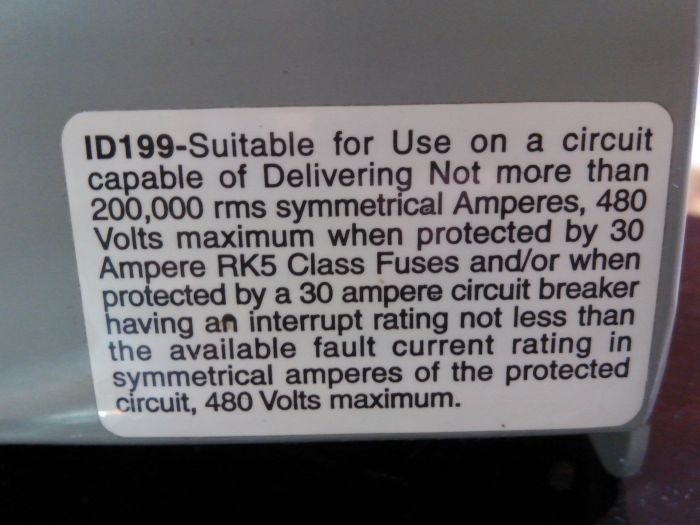 ID199-Suitable for Use on a circuit
capable of Delivering Not more than
200,000 rms symmetrical Amperes, 480
Volts maximum when protected by 30
Ampere RK5 Class Fuses and/or when
protected by a 30 ampere circuit breaker
having an interrupt rating not less than
the available fault current rating in
symmetrical amperes of the protected
circuit, 480 Volts maximum.